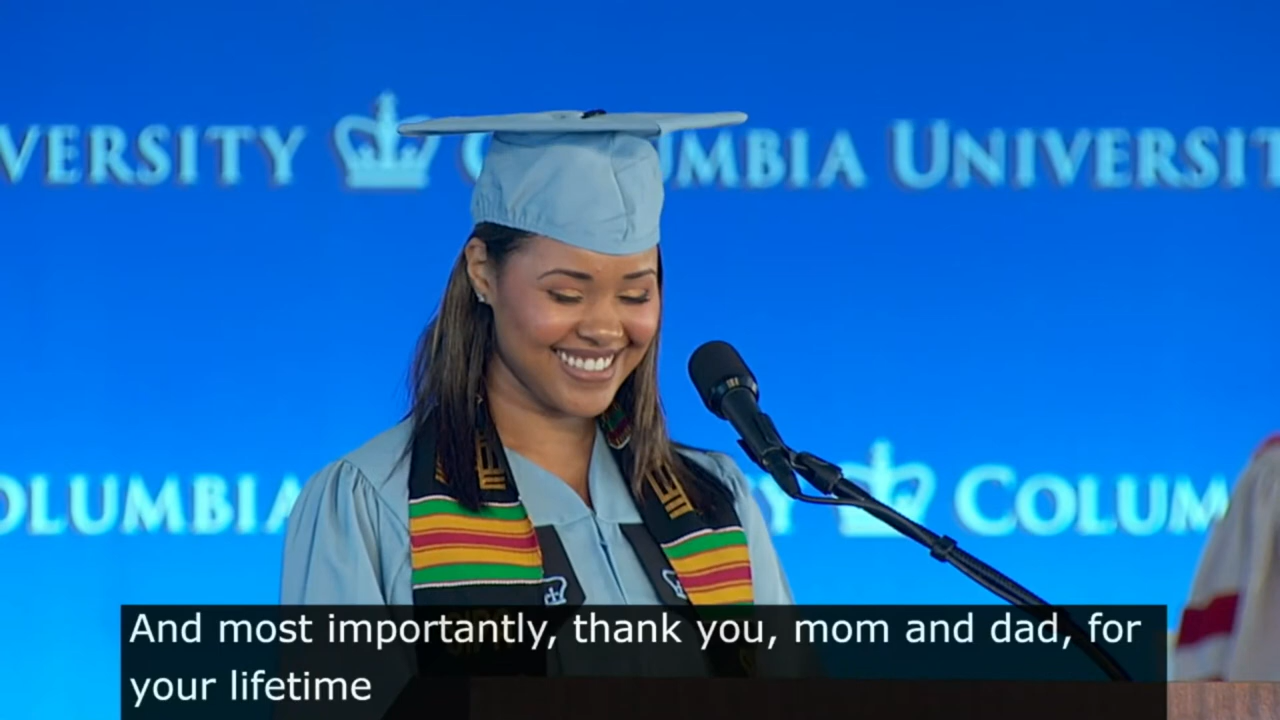 VERSITY COLUMBIA UNIVERSIT
OLUMBIA Y COLUM
And most importantly, thank you, mom and dad, for
your lifetime